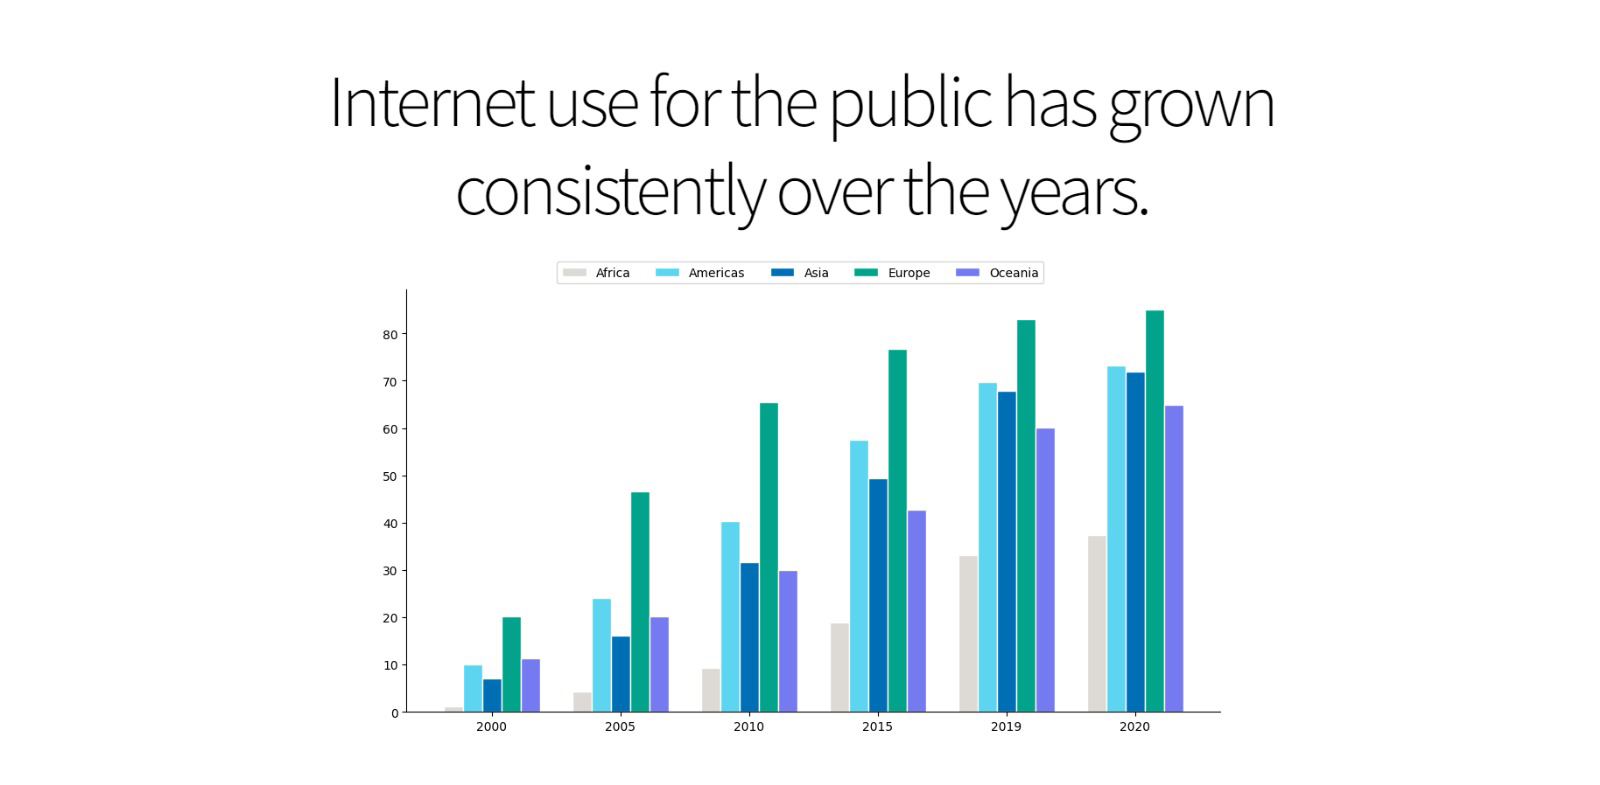 Internet use for the public has grown
consistently over the years.
Africa Americas Asia Europe Oceania
80
70
60
50
40
30
20
10
0
2000 2005 2010 2015 2019 2020